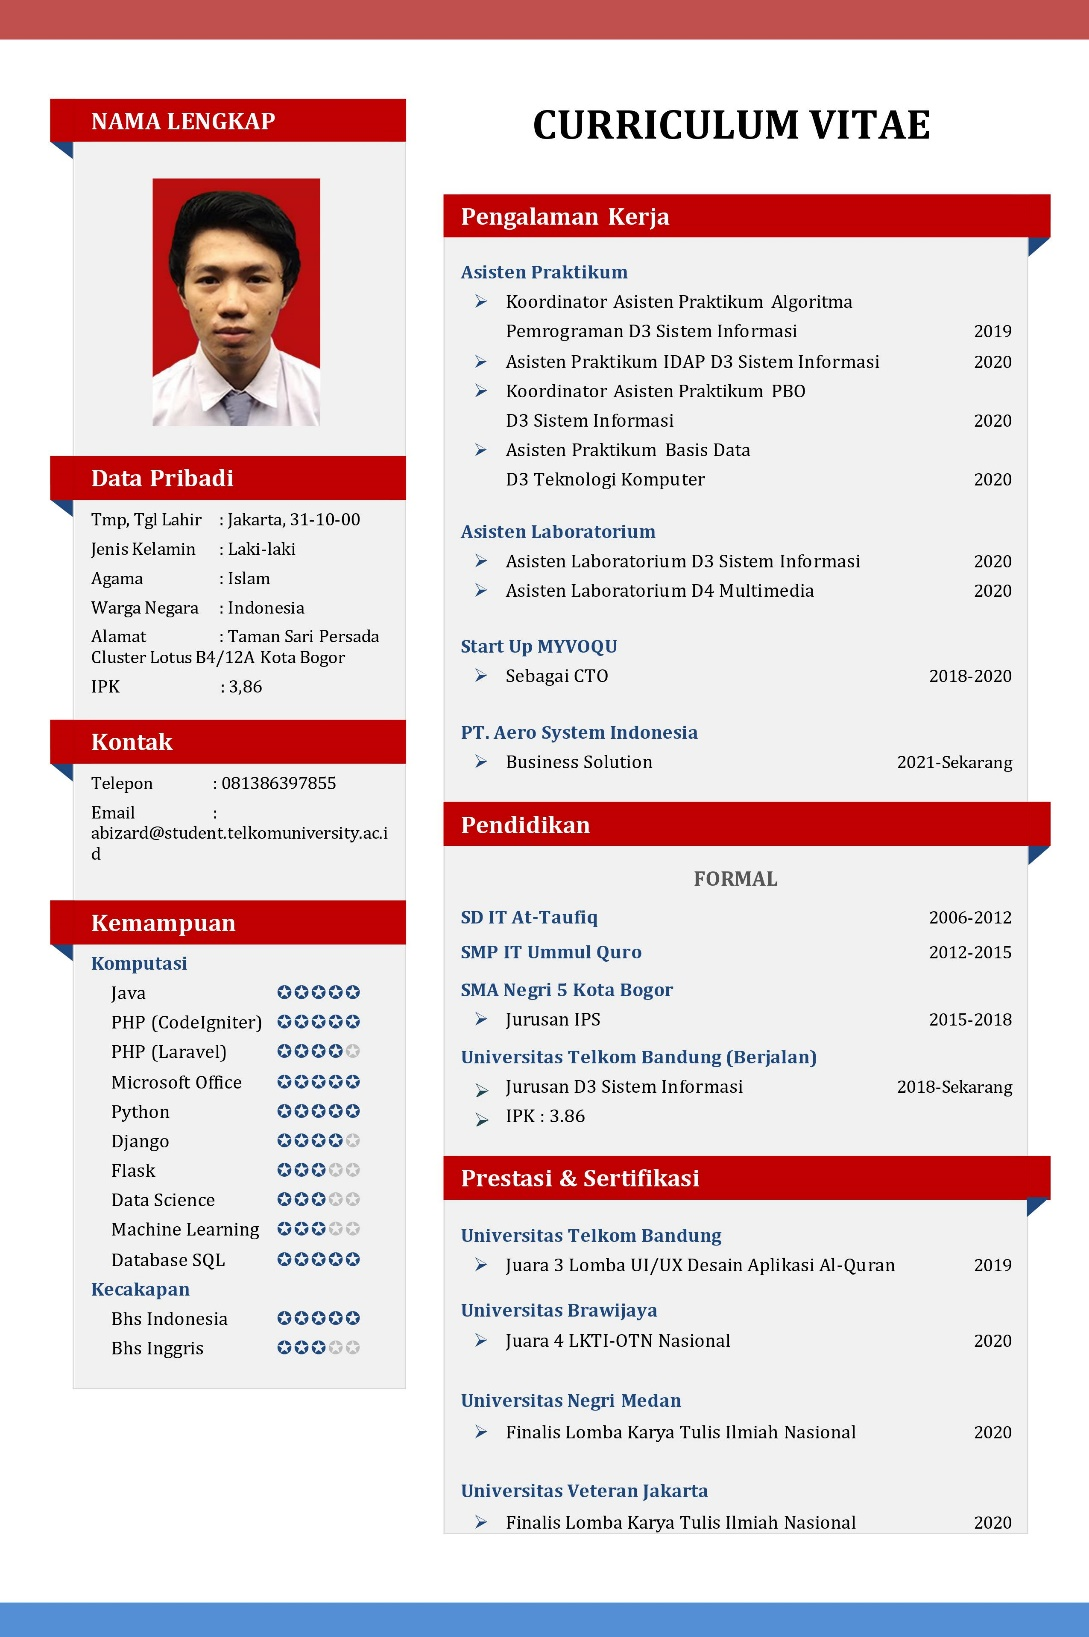 NAMA LENGKAP
Data Pribadi
Tmp, Tgl Lahir : Jakarta, 31-10-00
Jenis Kelamin : Laki-laki
Agama : Islam
Warga Negara : Indonesia
Alamat : Taman Sari Persada
Cluster Lotus B4/12A Kota Bogor
IPK : 3,86
Kontak
Telepon : 081386397855
Email :
abizard@student.telkomuniversity.ac.i
d
Kemampuan
Komputasi
Java ✪✪✪✪✪
PHP (CodeIgniter) ✪✪✪✪✪
PHP (Laravel) ✪✪✪✪✪
Microsoft Office ✪✪✪✪✪
Python ✪✪✪✪✪
Django ✪✪✪✪✪
Flask ✪✪✪✪✪
Data Science ✪✪✪✪✪
Machine Learning ✪✪✪✪✪
Database SQL ✪✪✪✪✪
Kecakapan
Bhs Indonesia ✪✪✪✪✪
Bhs Inggris ✪✪✪✪✪
CURRICULUM VITAE
Pengalaman Kerja
Asisten Praktikum
➢ Koordinator Asisten Praktikum Algoritma
Pemrograman D3 Sistem Informasi 2019
➢ Asisten Praktikum IDAP D3 Sistem Informasi 2020
➢ Koordinator Asisten Praktikum PBO
D3 Sistem Informasi 2020
➢ Asisten Praktikum Basis Data
D3 Teknologi Komputer 2020
Asisten Laboratorium
➢ Asisten Laboratorium D3 Sistem Informasi 2020
➢ Asisten Laboratorium D4 Multimedia 2020
Start Up MYVOQU
➢ Sebagai CTO 2018-2020
PT. Aero System Indonesia
➢ Business Solution 2021-Sekarang
Pendidikan
FORMAL
SD IT At-Taufiq 2006-2012
SMP IT Ummul Quro 2012-2015
SMA Negri 5 Kota Bogor
➢ Jurusan IPS 2015-2018
Universitas Telkom Bandung (Berjalan)
➢ Jurusan D3 Sistem Informasi 2018-Sekarang
➢ IPK : 3.86
Prestasi & Sertifikasi
Universitas Telkom Bandung
➢ Juara 3 Lomba UI/UX Desain Aplikasi Al-Quran 2019
Universitas Brawijaya
➢ Juara 4 LKTI-OTN Nasional 2020
Universitas Negri Medan
➢ Finalis Lomba Karya Tulis Ilmiah Nasional 2020
Universitas Veteran Jakarta
➢ Finalis Lomba Karya Tulis Ilmiah Nasional 2020